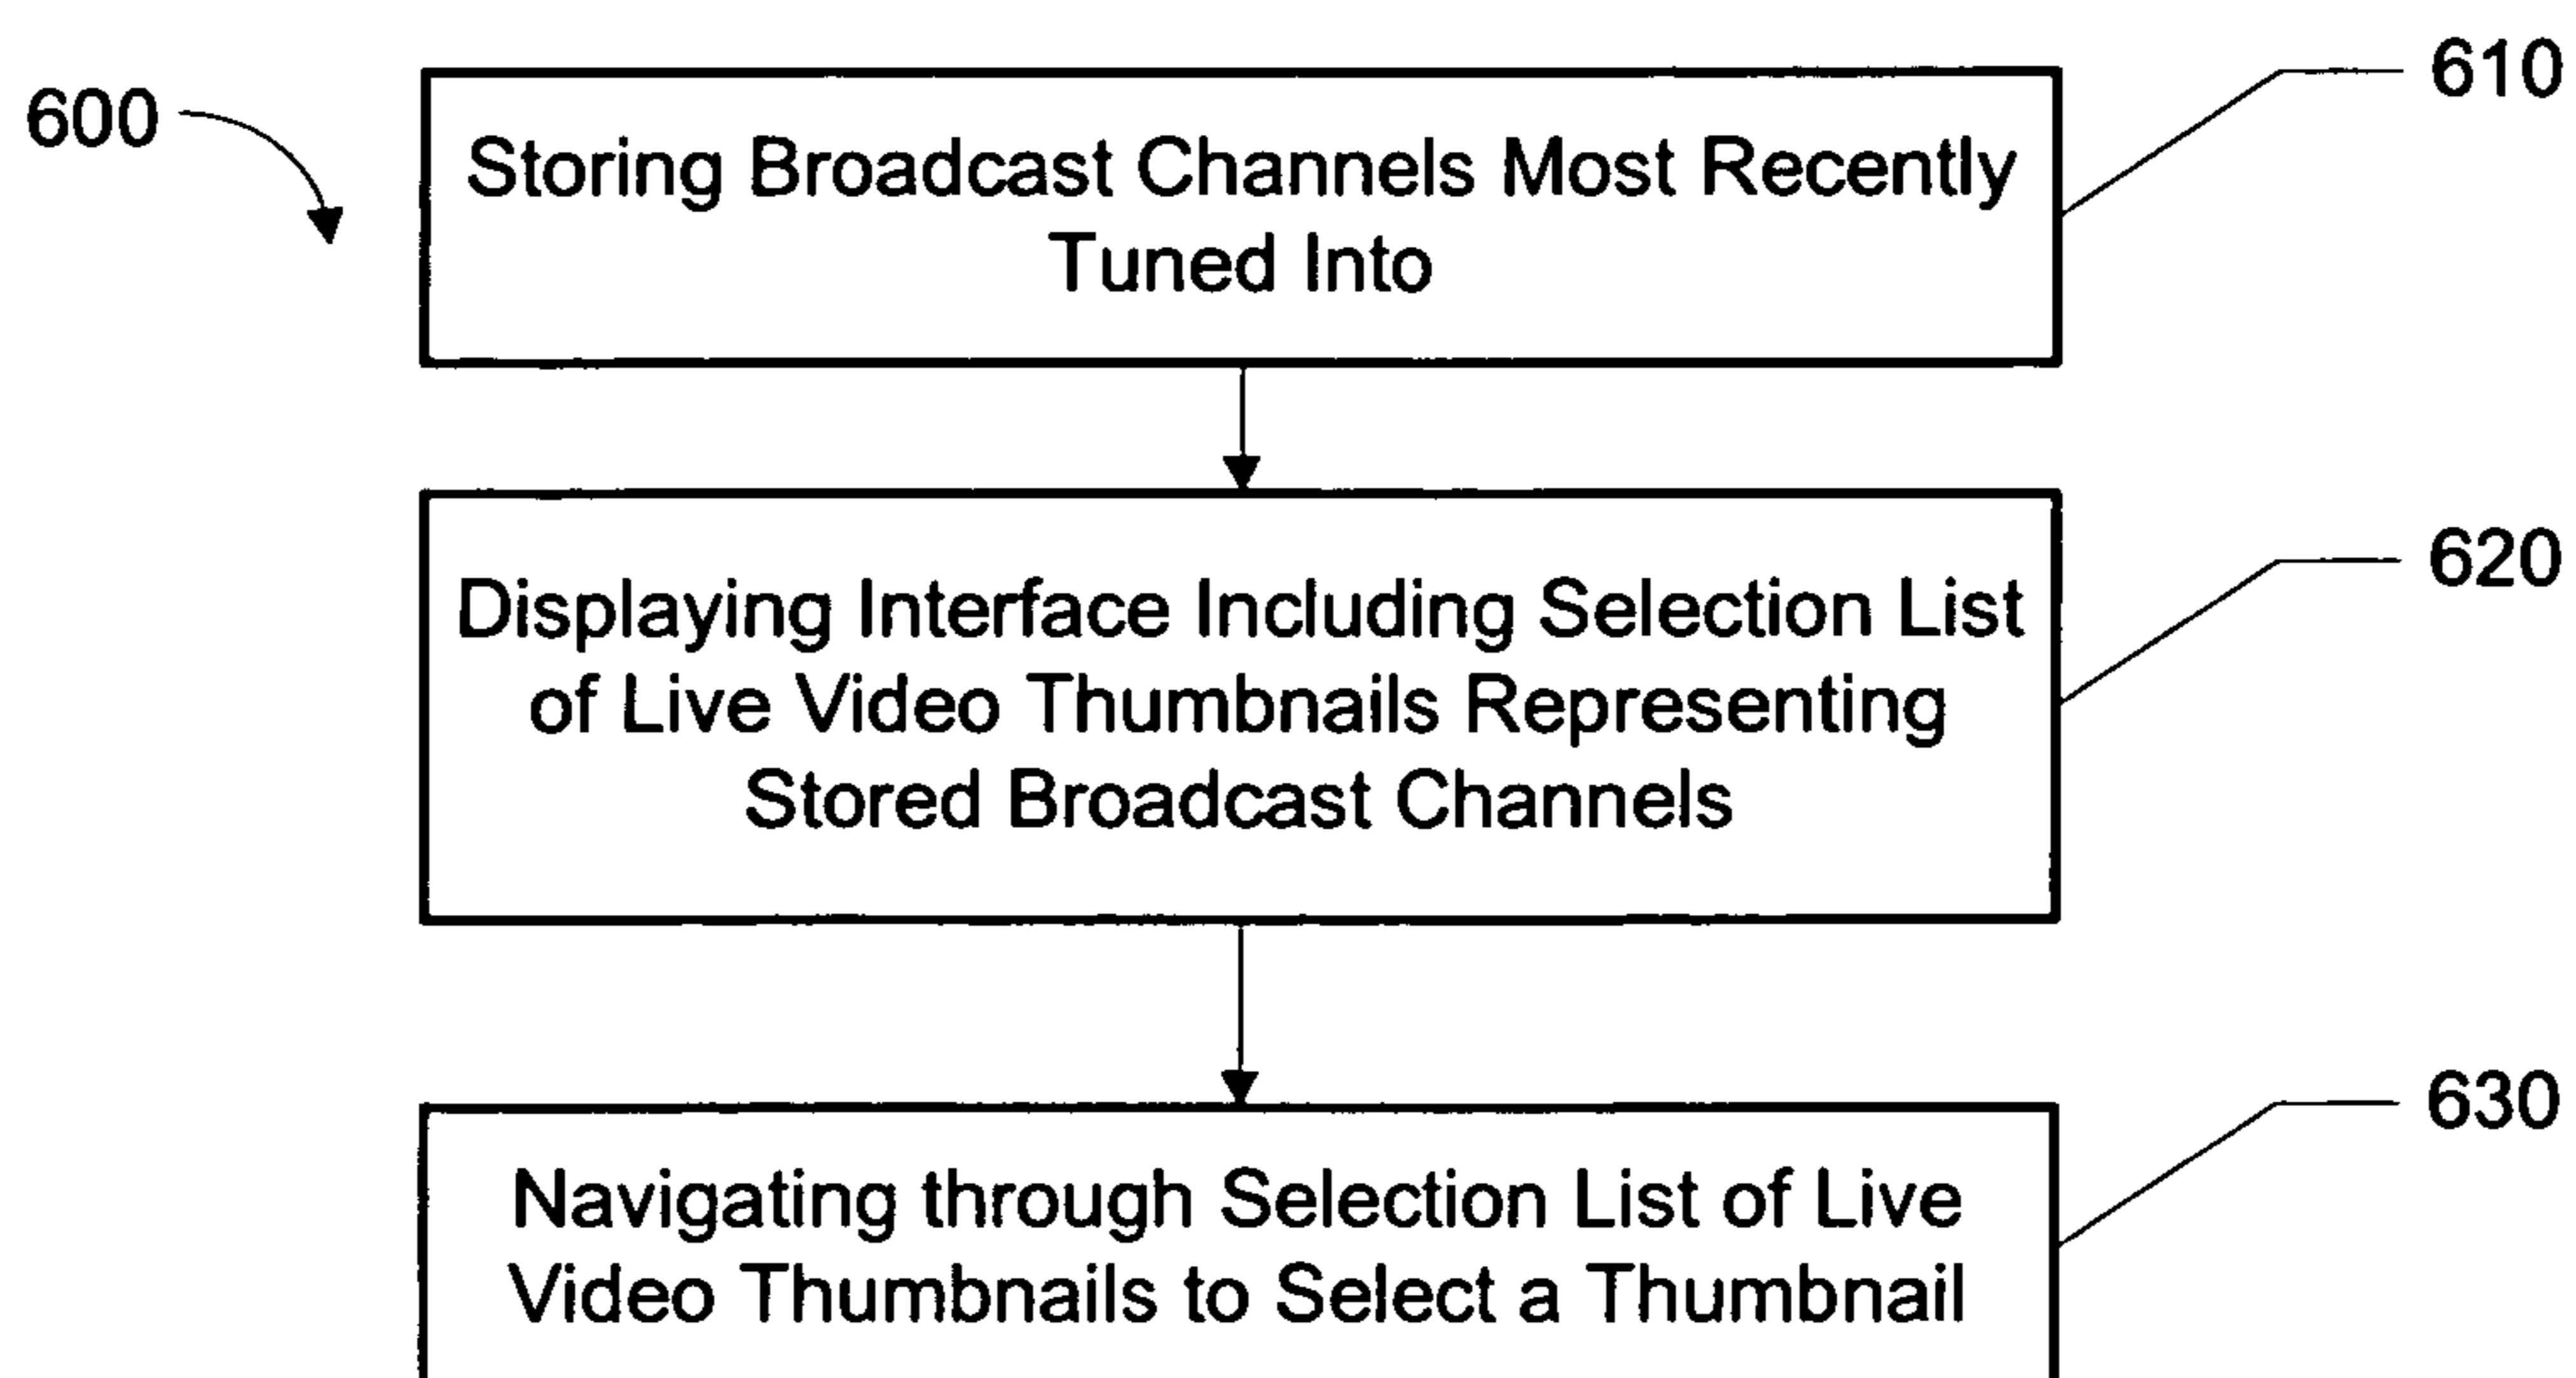 600
610
Storing Broadcast Channels Most Recently
Tuned Into
620
Displaying Interface Including Selection List
of Live Video Thumbnails Representing
Stored Broadcast Channels
630
Navigating through Selection List of Live
Video Thumbnails to Select a Thumbnail